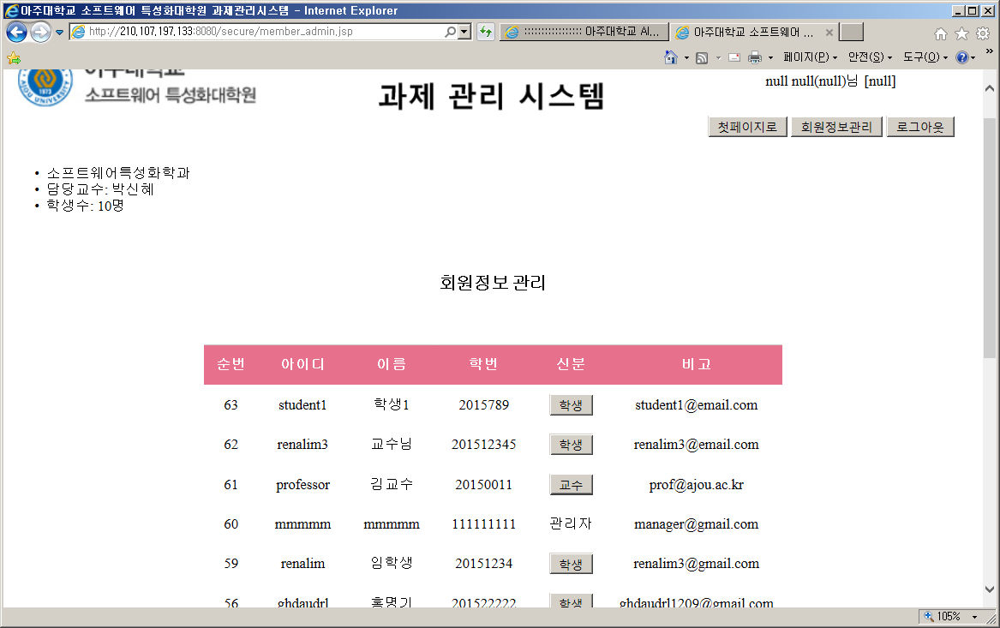 아주대학교 소프트웨어 특성화대학원 과제관리시스템 - Internet Explorer
http://210,107,197,133:8080/secure/member_admin,jsp
:::::::::::::::::: 아주대학교 AI...
아주대학교 소프트웨어 ...
페이지(P) 안전(S) 도구(O)
아주대학교
소프트웨어 특성화대학원
AJOU UNIVERSITY
1973
과제 관리 시스템
null null(null)님 [null]
첫페이지로 회원정보관리 로그아웃
• 소프트웨어특성화학과
• 담당교수: 박신혜
• 학생수: 10명
회원정보 관리
순번 아이디 이름 학번 신분 비고
63 student1 학생1 2015789 학생 student1@email.com
62 renalim3 교수님 201512345 학생 renalim3@email.com
61 professor 김교수 20150011 교수 prof@ajou.ac.kr
60 mmmmm mmmmm 111111111 관리자 manager@gmail.com
59 renalim 임학생 20151234 학생 renalim3@gmail.com
56 ghdaudrl 홍명기 201522222 학생 ghdaudrl1209@gmail.com
105%